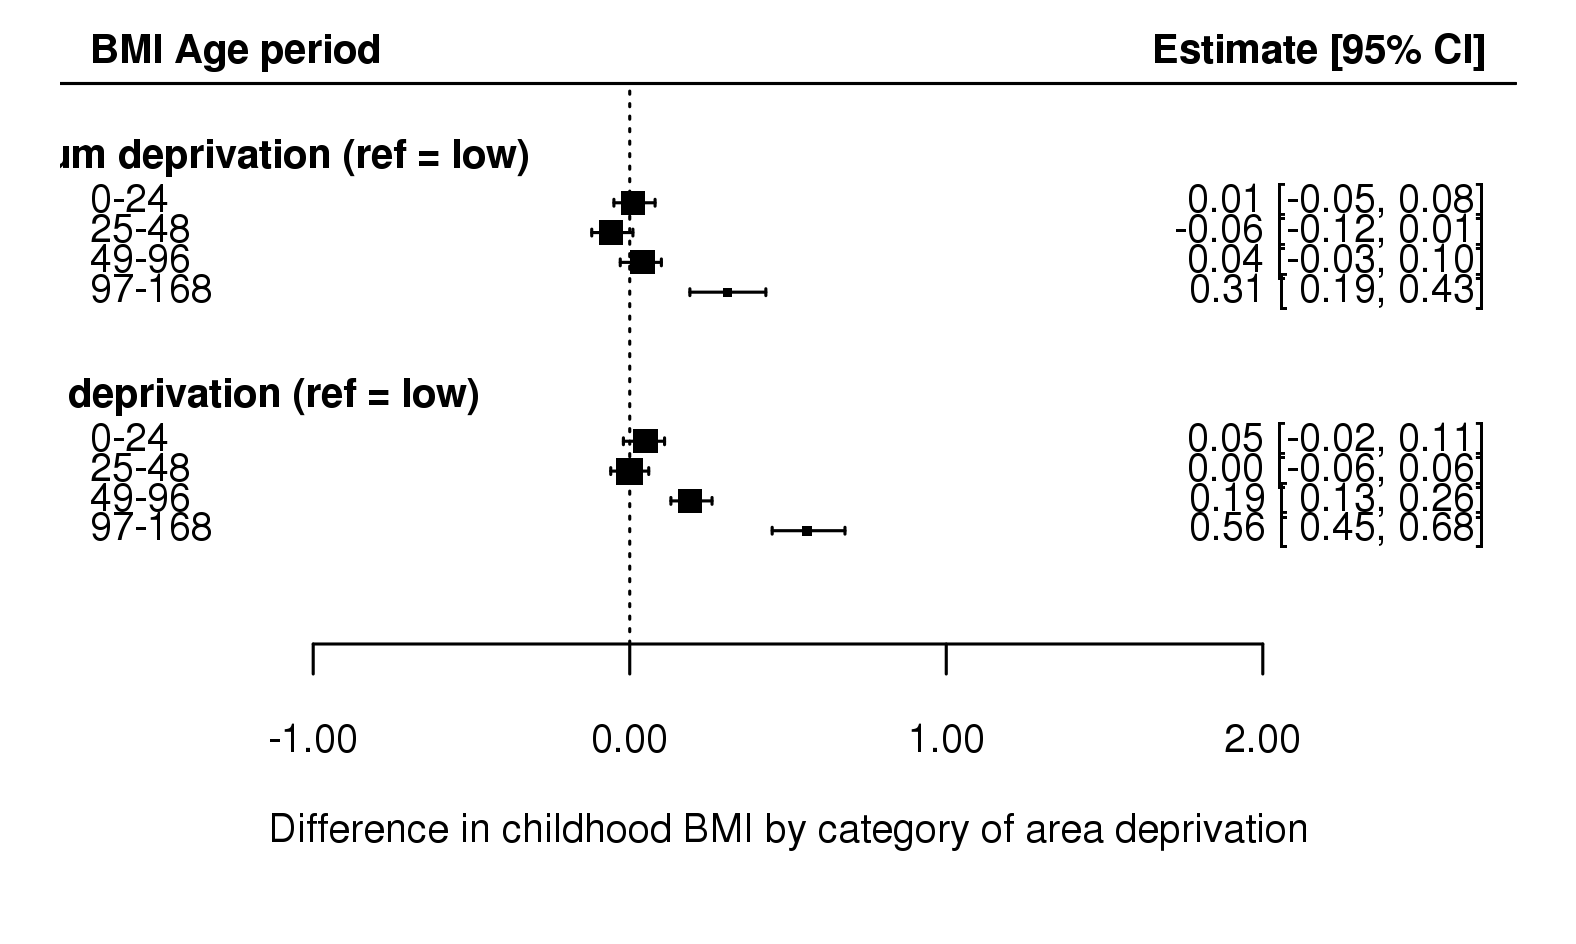 BMI Age period Estimate [95% CI]
um deprivation (ref = low)
0-24 0.01 [-0.05, 0.08]
25-48 -0.06 [-0.12, 0.01]
49-96 0.04 [-0.03, 0.10]
97-168 0.31 [ 0.19, 0.43]
deprivation (ref = low)
0-24 0.05 [-0.02, 0.11]
25-48 0.00 [-0.06, 0.06]
49-96 0.19 [ 0.13, 0.26]
97-168 0.56 [ 0.45, 0.68]
-1.00 0.00 1.00 2.00
Difference in childhood BMI by category of area deprivation